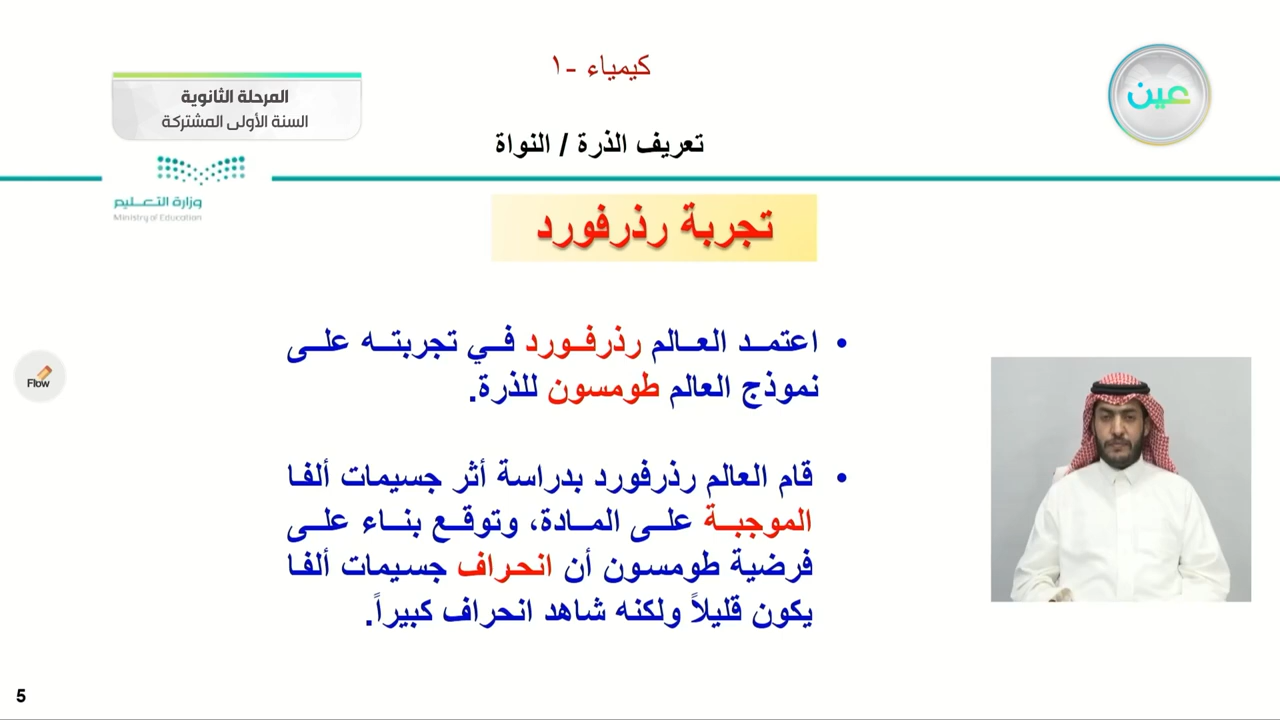 كيمياء -١
عين
المرحلة الثانوية
السنة الأولى المشتركة
تعريف الذرة / النواة
وزارة التعـليم
Ministry of Education
تجربة رذرفورد
• اعتمد العالم رذرفورد في تجربته على
نموذج العالم طومسون للذرة.
• قام العالم رذرفورد بدراسة أثر جسيمات ألفا
الموجبة على المادة، وتوقع بناء على
فرضية طومسون أن انحراف جسيمات ألفا
يكون قليلاً ولكنه شاهد انحراف كبيراً.
Flow
5